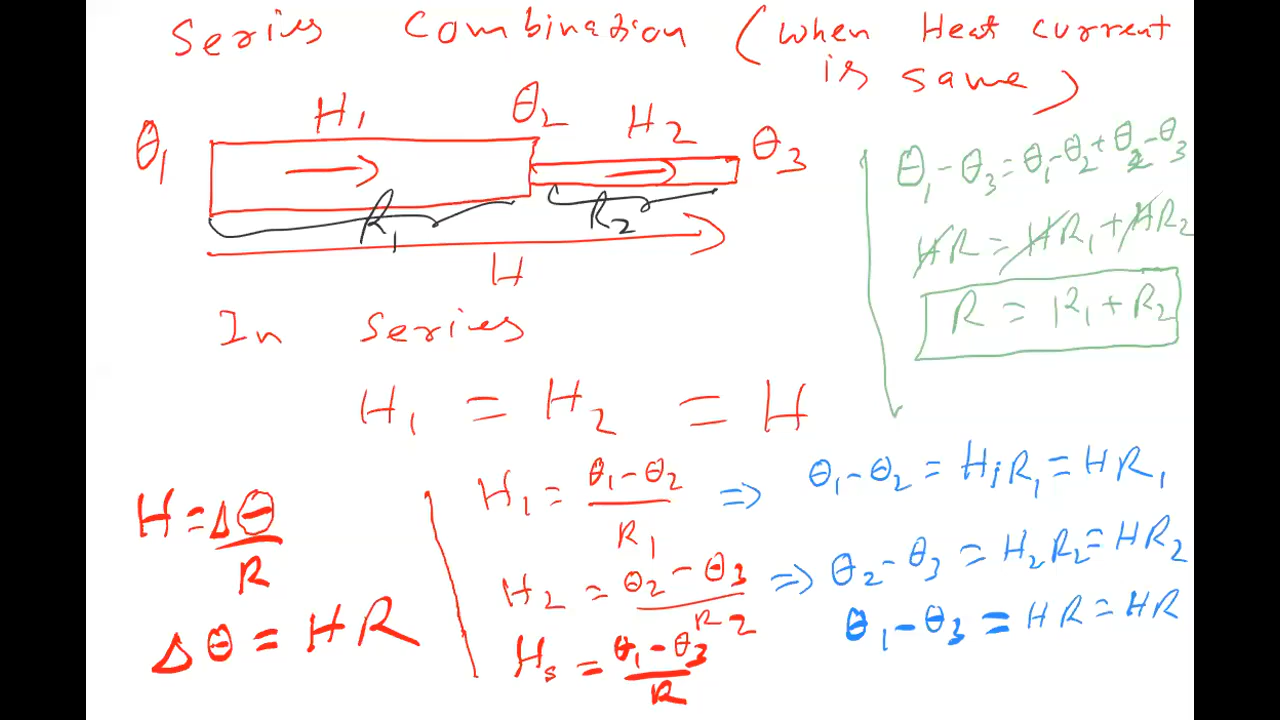 Series Combination (when Heat current
is same)
H1
θ2
H2
θ1
θ3
R1
R2
H
In series
H1 = H2 = H
H = Δθ/R
Δθ = HR
H1 = θ1-θ2/R1 => θ1-θ2 = H1R1 = HR1
H2 = θ2-θ3/R2 => θ2-θ3 = H2R2 = HR2
Hs = θ1-θ3/R
θ1-θ3 = HR = HR
θ1-θ3 = θ1-θ2+θ2-θ3
HR = HR1+HR2
R = R1+R2